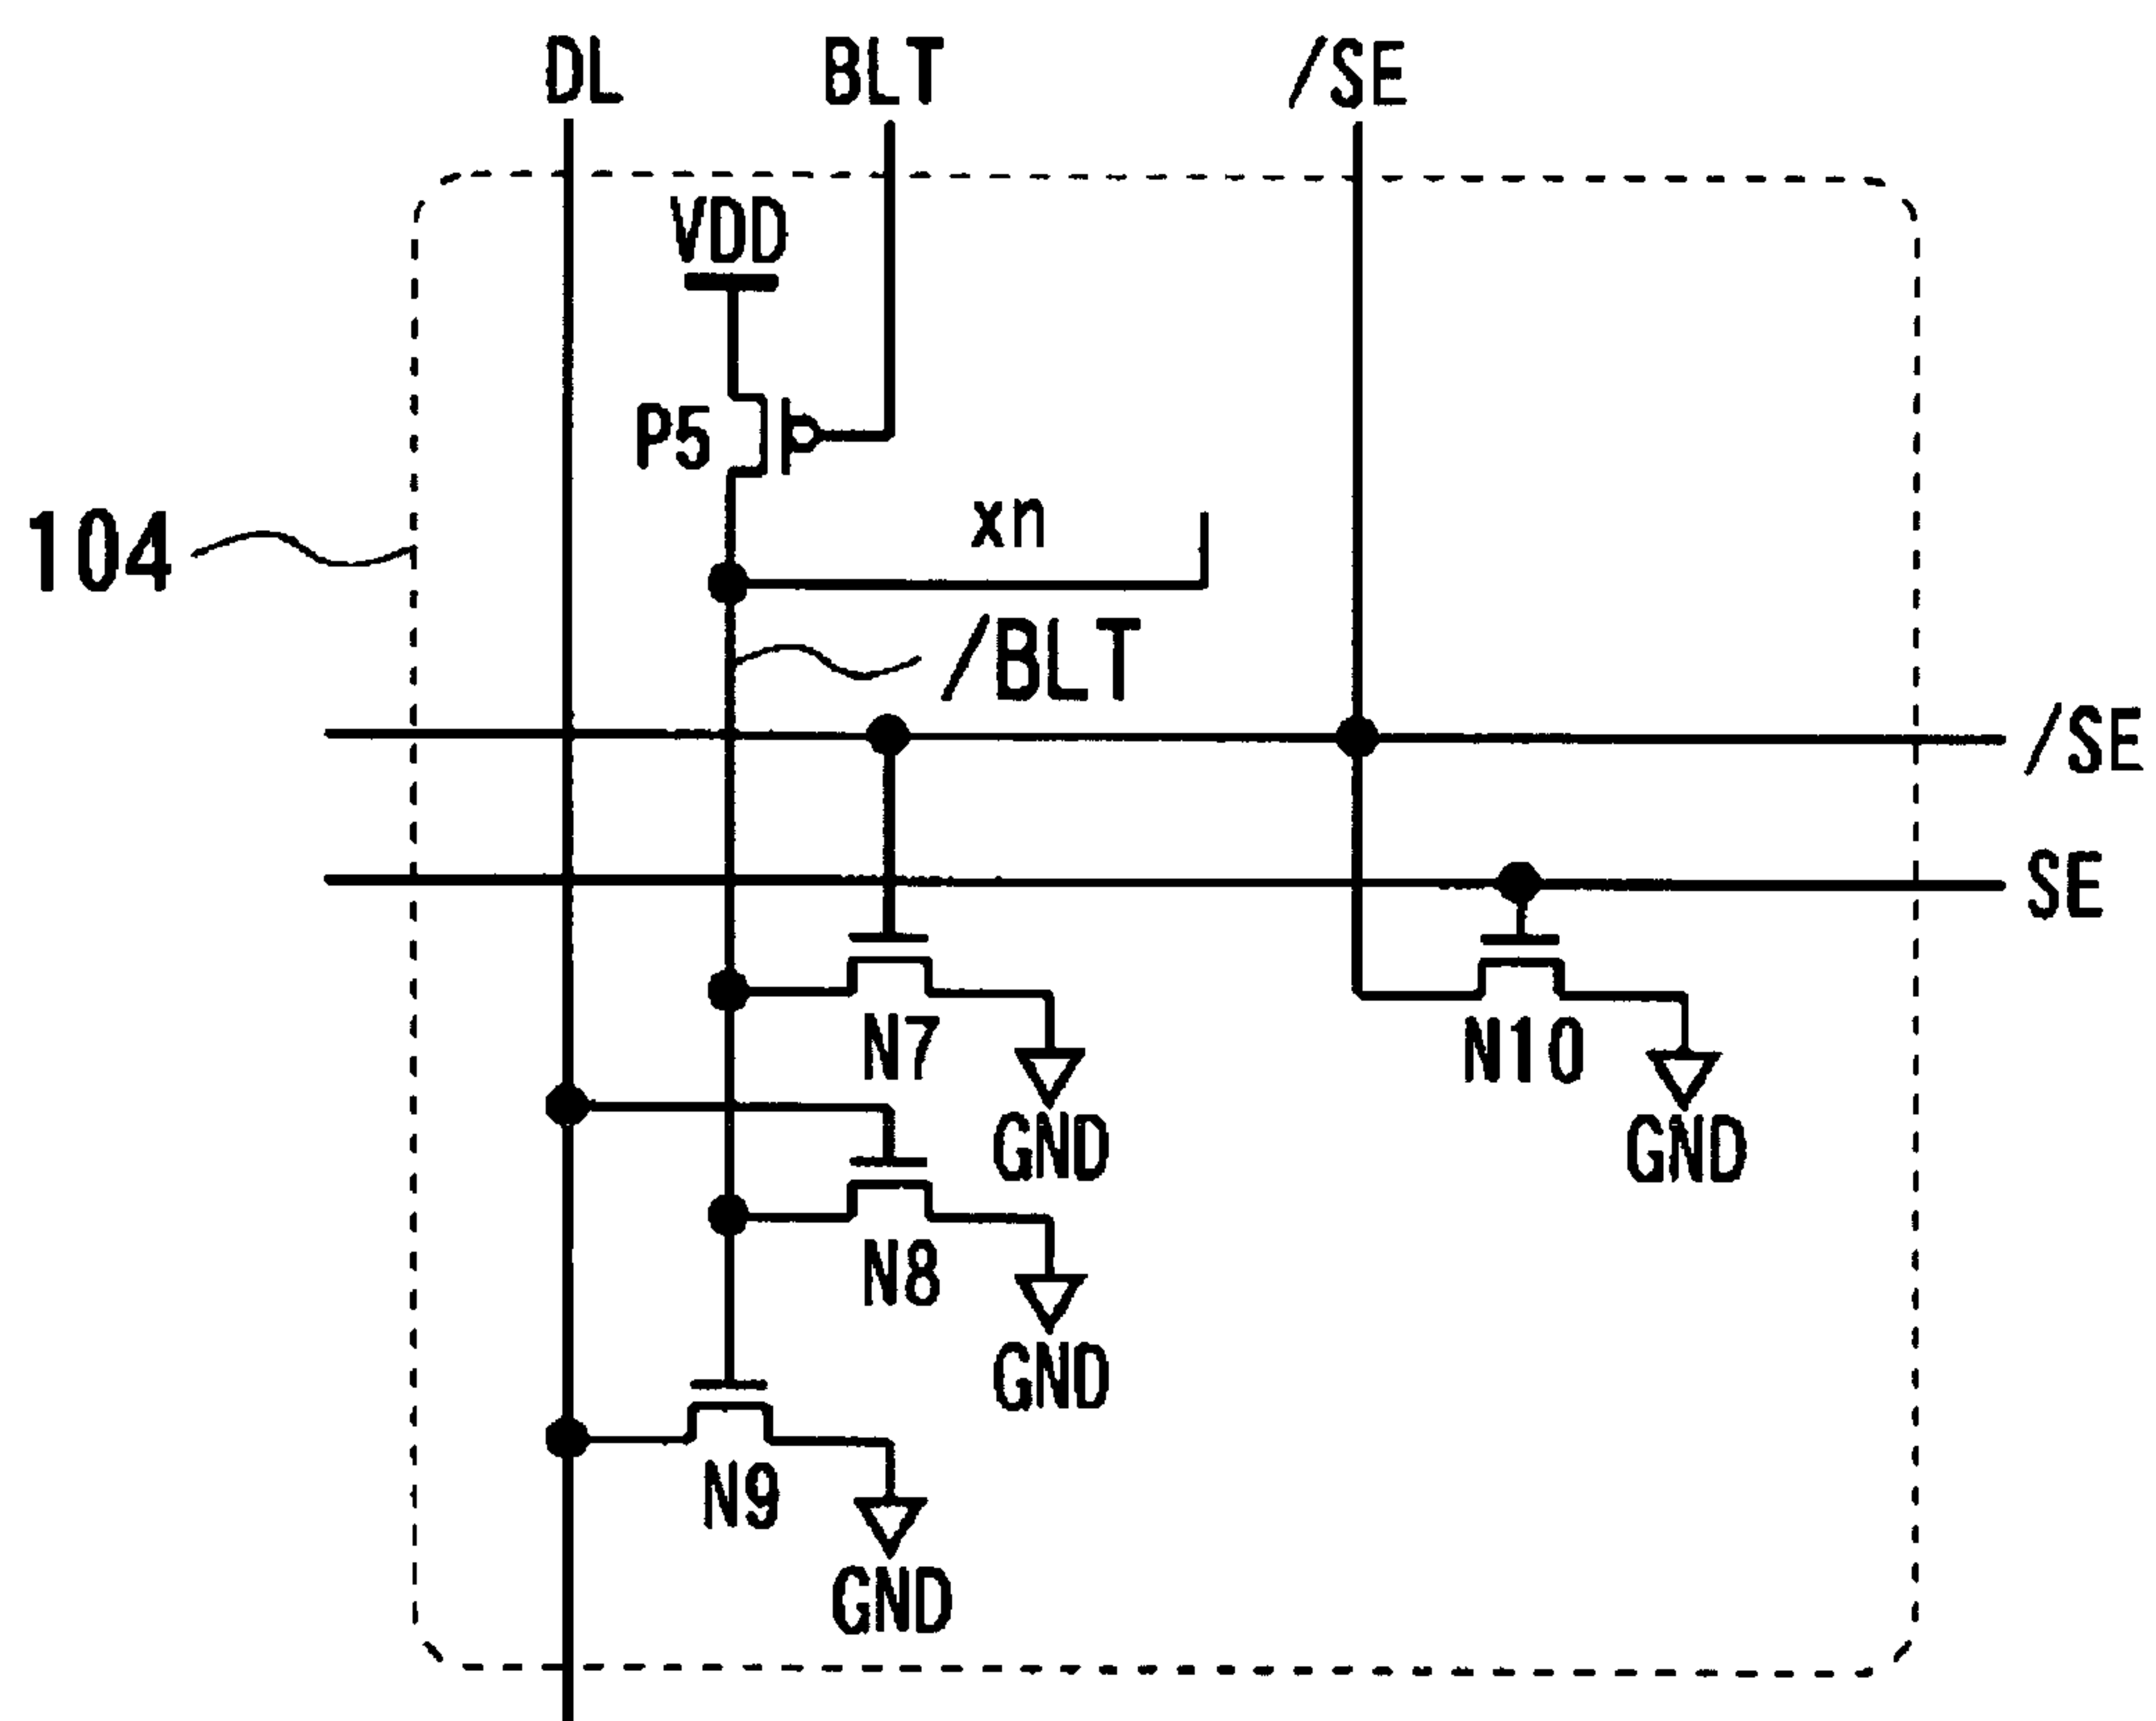 DL
BLT
/SE
VDD
P5
104
xn
/BLT
/SE
SE
N7
N10
GND
GND
N8
GND
N9
GND